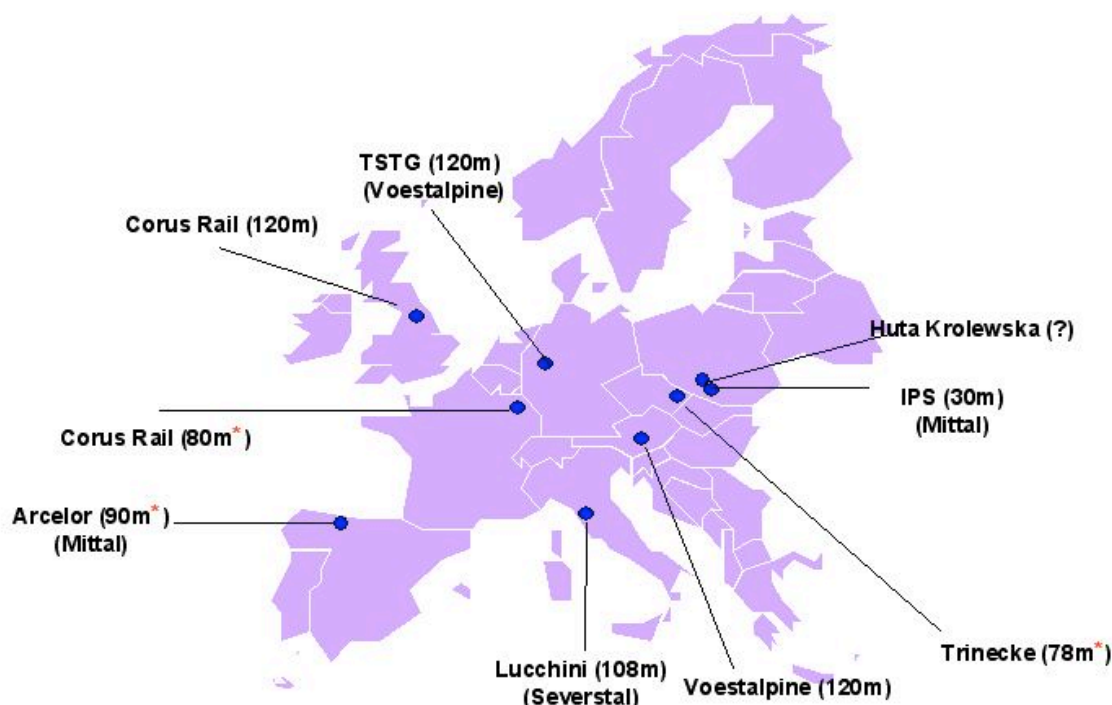 TSTG (120m)
(Voestalpine)
Corus Rail (120m)
Huta Krolewska (?)
IPS (30m)
(Mittal)
Corus Rail (80m*)
Arcelor (90m*)
(Mittal)
Trinecke (78m*)
Lucchini (108m)
(Severstal)
Voestalpine (120m)